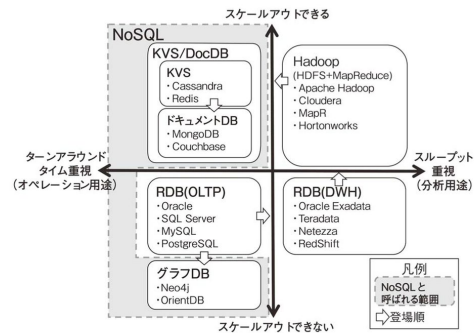 スケールアウトできる
NoSQL
KVS/DocDB
KVS
・Cassandra
・Redis
ドキュメントDB
・MongoDB
・Couchbase
Hadoop
(HDFS+MapReduce)
・Apache Hadoop
・Cloudera
・MapR
・Hortonworks
ターンアラウンド
タイム重視
(オペレーション用途)
スループット
重視
(分析用途)
RDB(OLTP)
・Oracle
・SQL Server
・MySQL
・PostgreSQL
RDB(DWH)
・Oracle Exadata
・Teradata
・Netezza
・RedShift
グラフDB
・Neo4j
・OrientDB
凡例
NoSQLと
呼ばれる範囲
登場順
スケールアウトできない